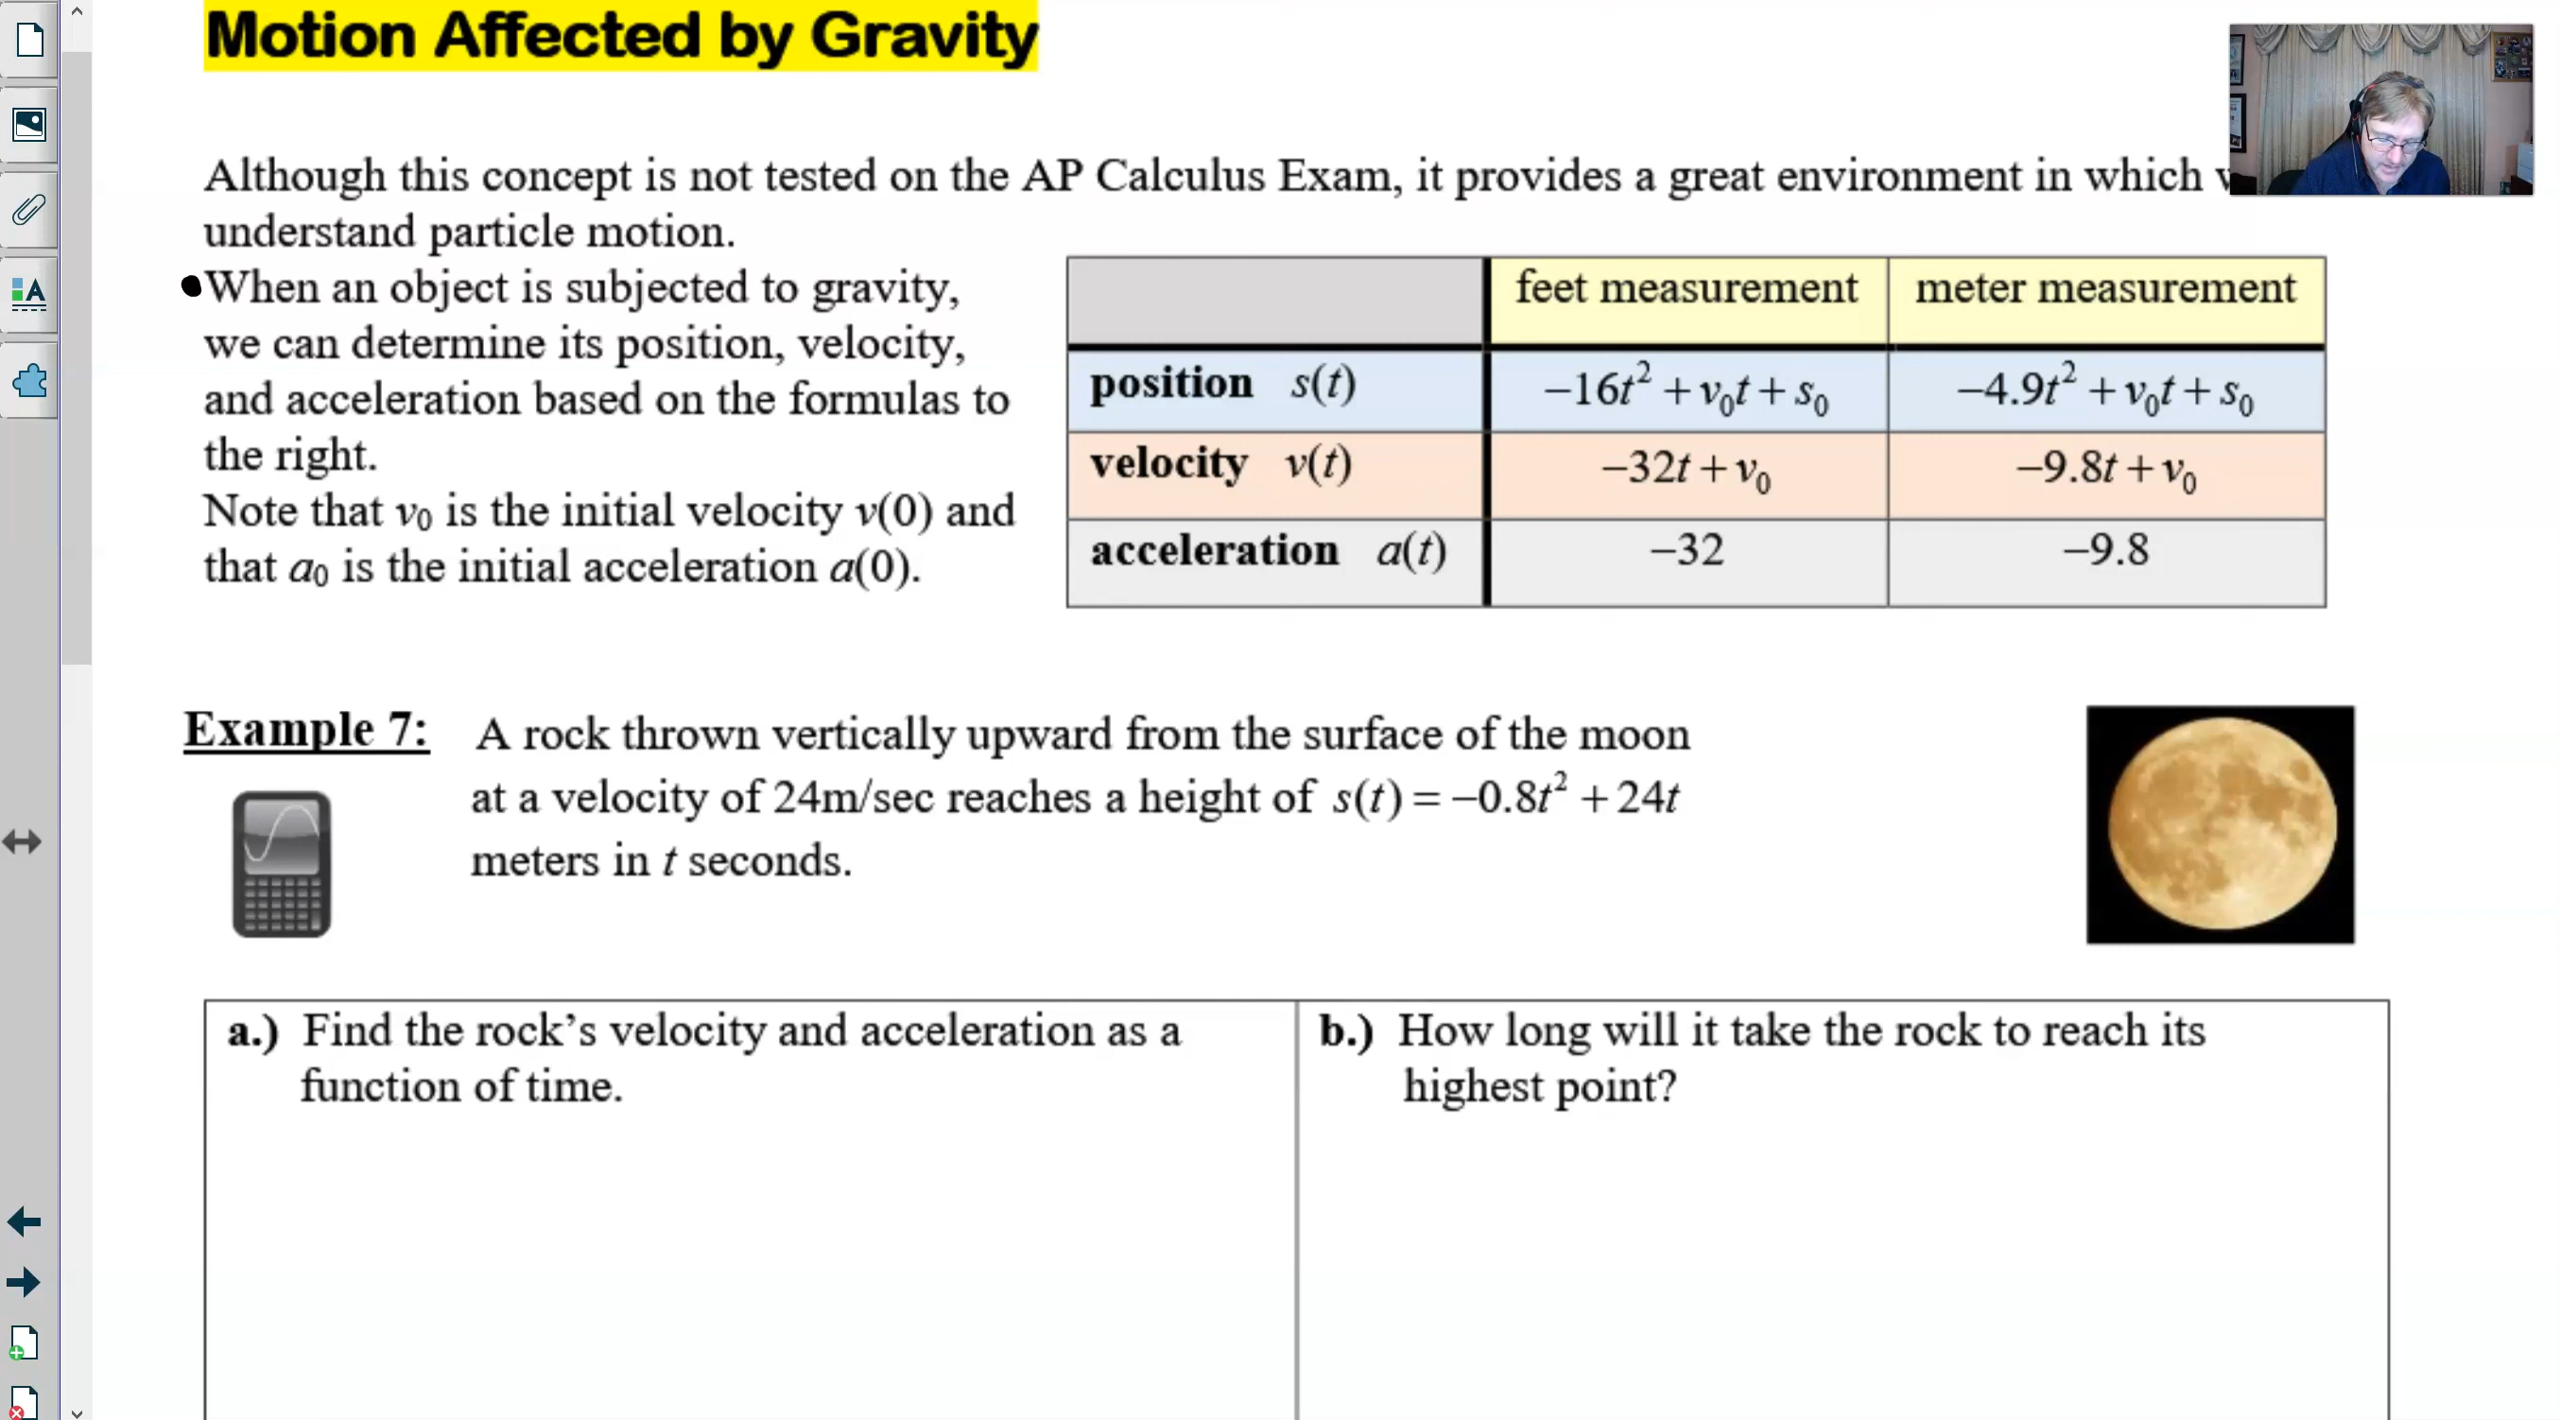 Motion Affected by Gravity
Although this concept is not tested on the AP Calculus Exam, it provides a great environment in which
understand particle motion.
When an object is subjected to gravity,
we can determine its position, velocity,
and acceleration based on the formulas to
the right.
Note that v₀ is the initial velocity v(0) and
that a₀ is the initial acceleration a(0).
feet measurement meter measurement
position s(t) −16t² + v₀t + s₀ −4.9t² + v₀t + s₀
velocity v(t) −32t + v₀ −9.8t + v₀
acceleration a(t) −32 −9.8
Example 7: A rock thrown vertically upward from the surface of the moon
at a velocity of 24m/sec reaches a height of s(t) = −0.8t² + 24t
meters in t seconds.
a.) Find the rock’s velocity and acceleration as a
function of time.
b.) How long will it take the rock to reach its
highest point?